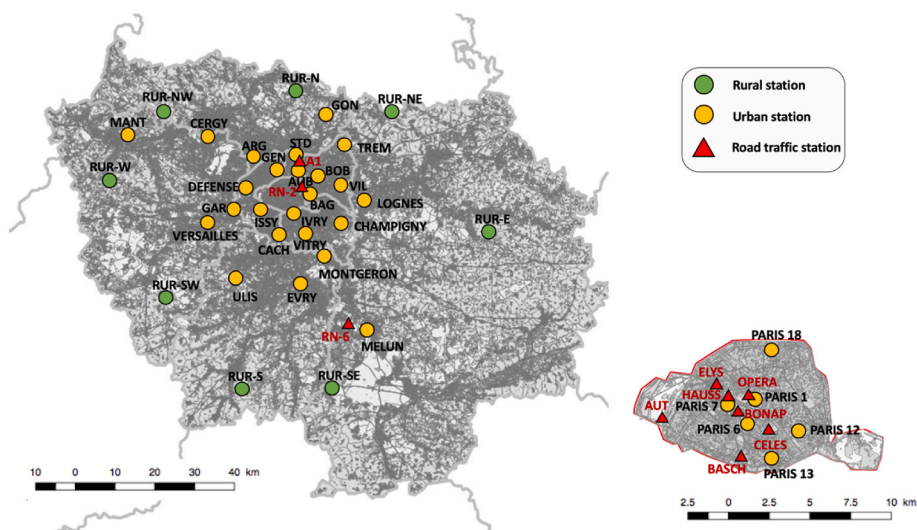 RUR-N
RUR-NW
GON
RUR-NE
MANT
CERGY
ARG
STD
TREM
GEN
A1
RUR-W
AUB
BOB
DEFENSE
RN-2
VIL
BAG
LOGNES
GAR
ISSY
IVRY
RUR-E
VERSAILLES
CHAMPIGNY
CACH
VITRY
MONTGERON
ULIS
EVRY
RUR-SW
RN-6
MELUN
RUR-S
RUR-SE
10 0 10 20 30 40 km
Rural station
Urban station
Road traffic station
PARIS 18
ELYS
OPERA
HAUSS
PARIS 1
AUT
PARIS 7
BONAP
PARIS 6
PARIS 12
CELES
BASCH
PARIS 13
2.5 0 2.5 5 7.5 10 km